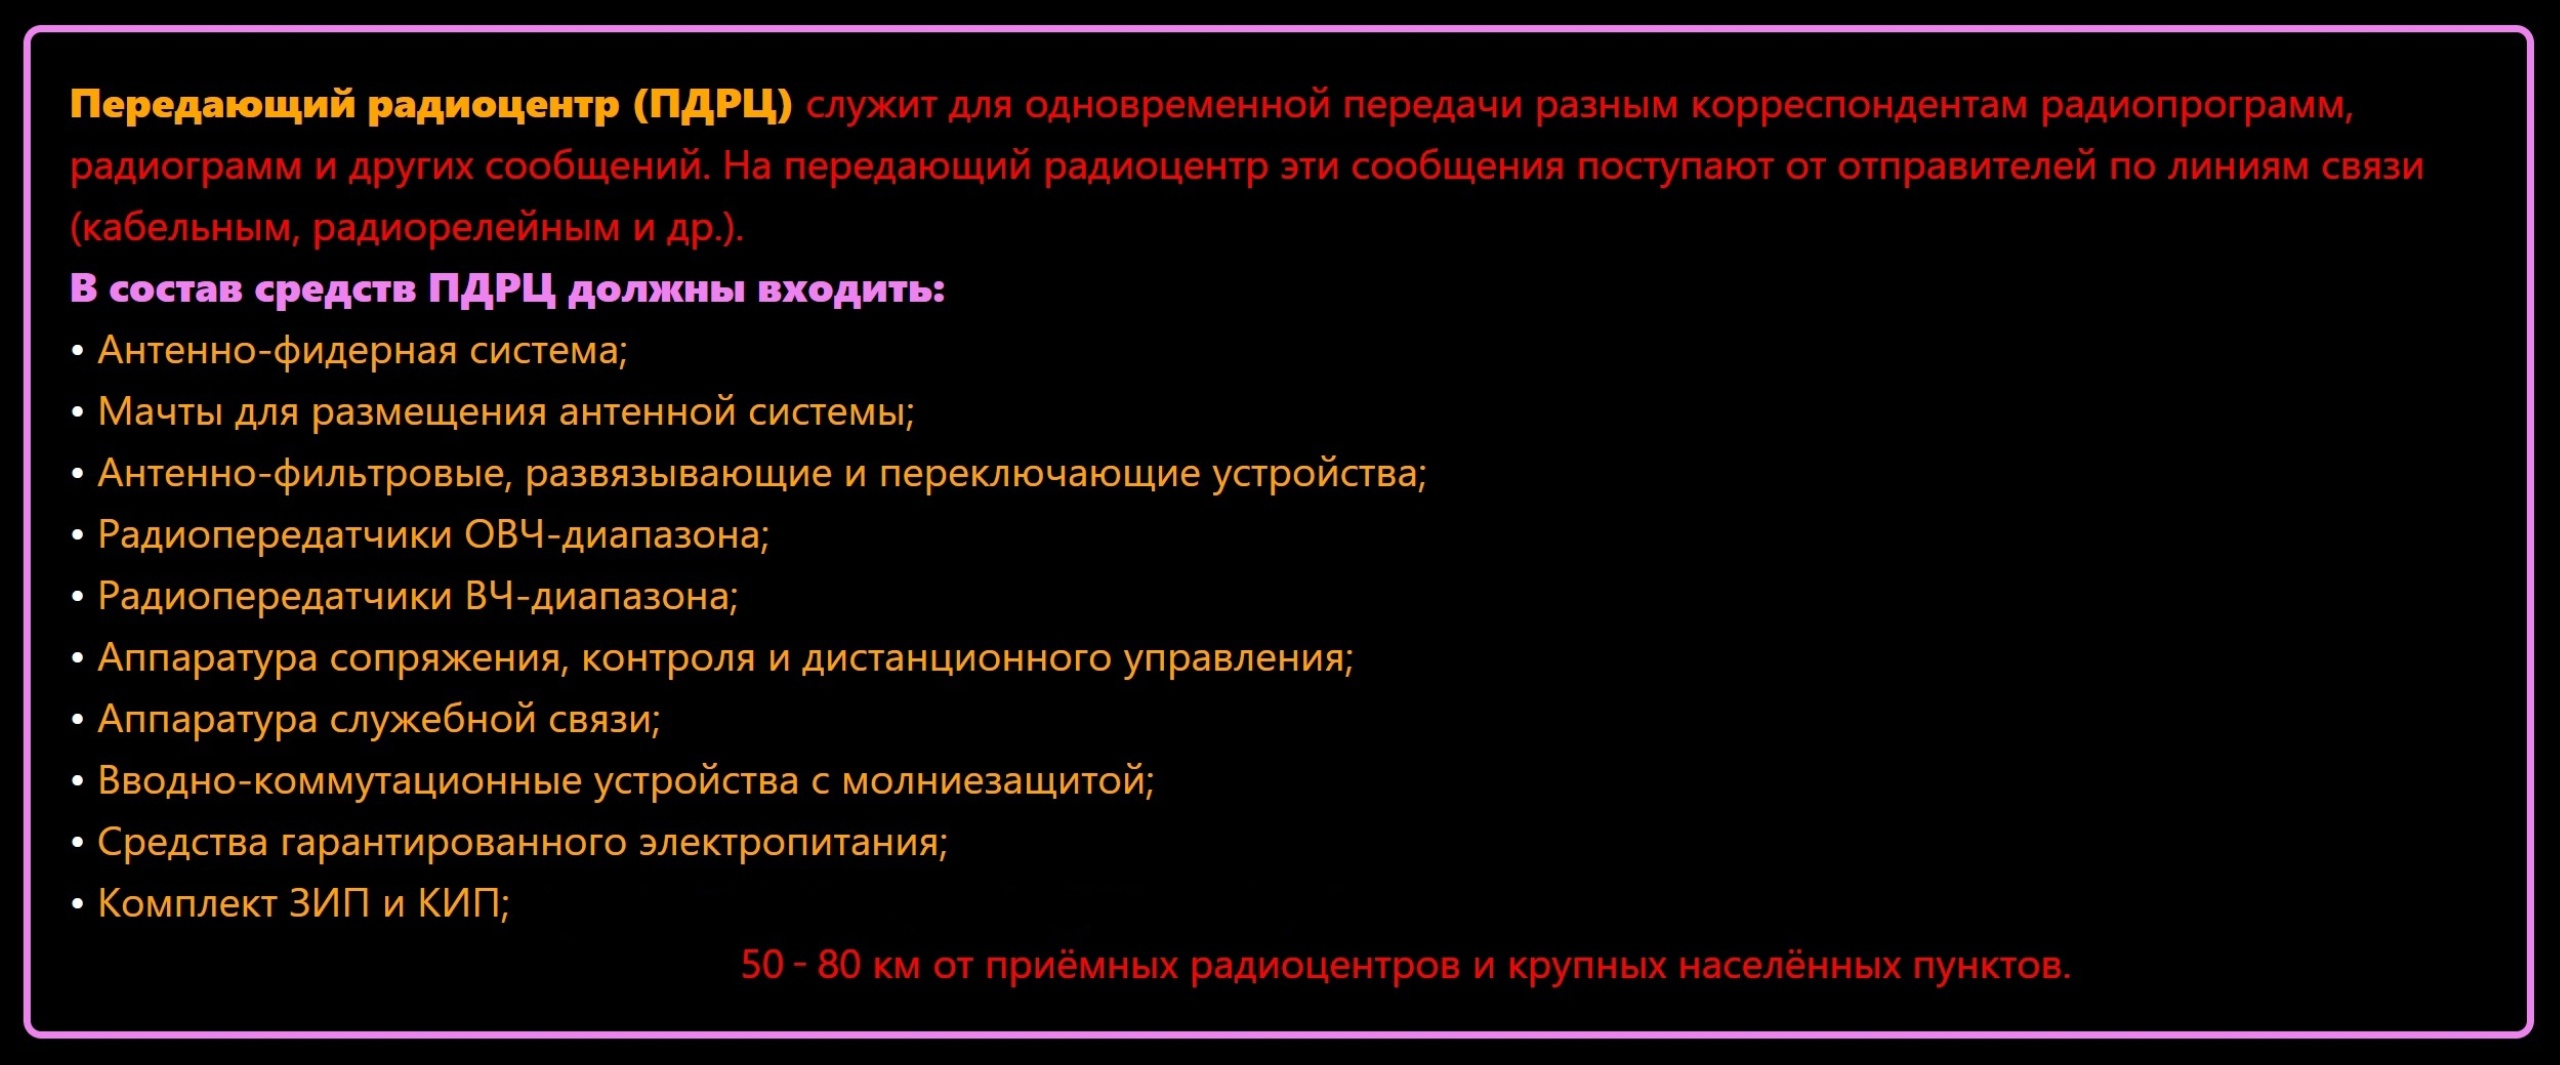 Передающий радиоцентр (ПДРЦ) служит для одновременной передачи разным корреспондентам радиопрограмм,
радиограмм и других сообщений. На передающий радиоцентр эти сообщения поступают от отправителей по линиям связи
(кабельным, радиорелейным и др.).
В состав средств ПДРЦ должны входить:
• Антенно-фидерная система;
• Мачты для размещения антенной системы;
• Антенно-фильтровые, развязывающие и переключающие устройства;
• Радиопередатчики ОВЧ-диапазона;
• Радиопередатчики ВЧ-диапазона;
• Аппаратура сопряжения, контроля и дистанционного управления;
• Аппаратура служебной связи;
• Вводно-коммутационные устройства с молниезащитой;
• Средства гарантированного электропитания;
• Комплект ЗИП и КИП;
50 - 80 км от приёмных радиоцентров и крупных населённых пунктов.